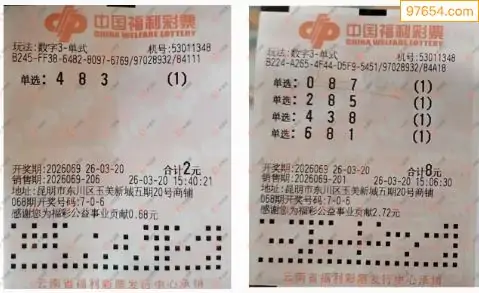 97654.com
中国福利彩票
CHINA WELFARE LOTTERY
玩法:数字3-单式 机号:53011348
B245-FF38-6482-8097-6769/97028932/84111
单选: 4 8 3 (1)
开奖期:2026069 26-03-20 合计2元
销售期:2026069-206 26-03-20 15:40:21
地址:昆明市东川区玉美新城五期20号商铺
068期开奖号码:7-0-6
感谢您为福彩公益事业贡献0.68元
云南省福利彩票发行中心承销
中国福利彩票
CHINA WELFARE LOTTERY
玩法:数字3-单式 机号:53011348
B224-A265-4F44-D5F9-5451/97028932/84A18
单选: 0 8 7 (1)
单选: 2 8 5 (1)
单选: 4 3 8 (1)
单选: 6 8 1 (1)
开奖期:2026069 26-03-20 合计8元
销售期:2026069-201 26-03-20 15:06:30
地址:昆明市东川区玉美新城五期20号商铺
068期开奖号码:7-0-6
感谢您为福彩公益事业贡献2.72元
云南省福利彩票发行中心承销